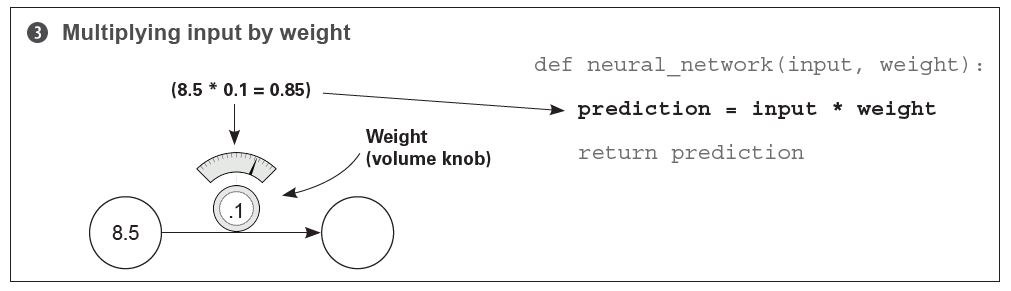 3 Multiplying input by weight
(8.5 * 0.1 = 0.85)
Weight
(volume knob)
.1
8.5
def neural_network(input, weight):
prediction = input * weight
return prediction